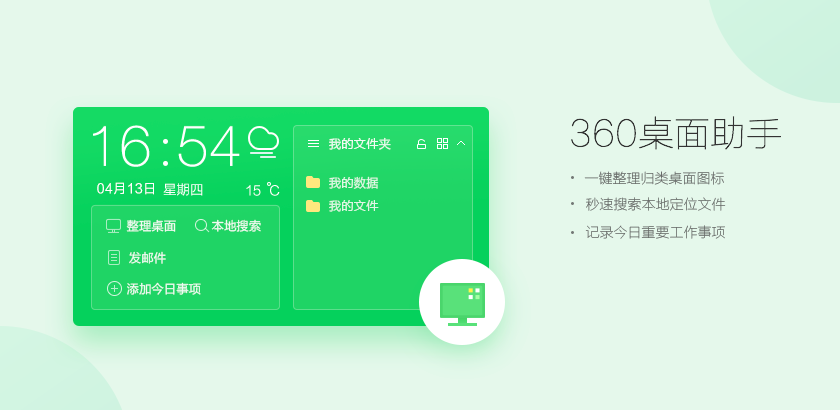 16:54
04月13日 星期四
15 ℃
整理桌面
本地搜索
发邮件
添加今日事项
我的文件夹
我的数据
我的文件
360桌面助手
· 一键整理归类桌面图标
· 秒速搜索本地定位文件
· 记录今日重要工作事项